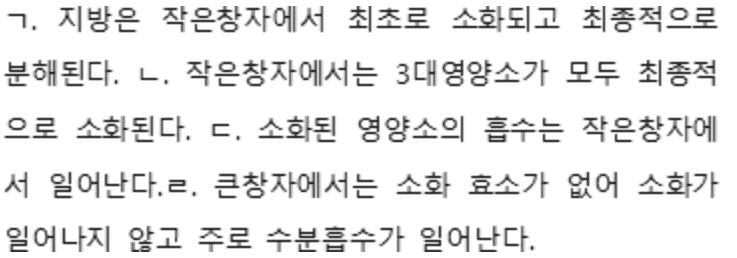 ㄱ. 지방은 작은창자에서 최초로 소화되고 최종적으로
분해된다. ㄴ. 작은창자에서는 3대영양소가 모두 최종적
으로 소화된다. ㄷ. 소화된 영양소의 흡수는 작은창자에
서 일어난다.ㄹ. 큰창자에서는 소화 효소가 없어 소화가
일어나지 않고 주로 수분흡수가 일어난다.